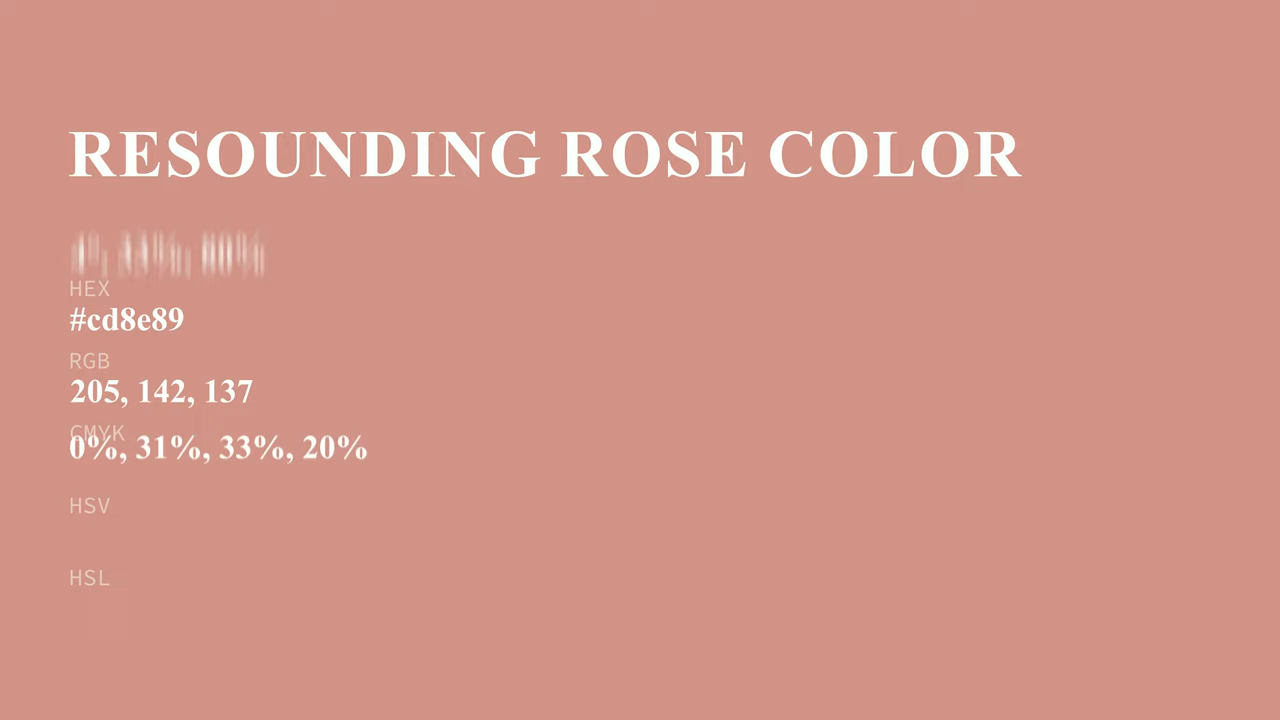 RESOUNDING ROSE COLOR
HEX
#cd8e89
RGB
205, 142, 137
CMYK
0%, 31%, 33%, 20%
HSV
HSL